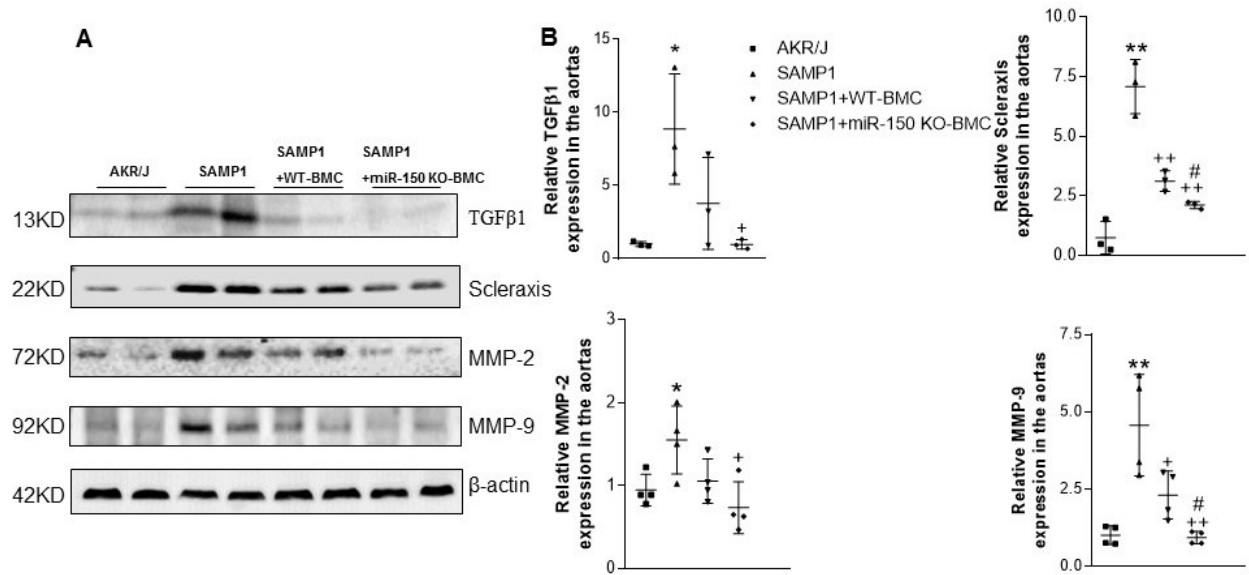 A
AKR/J
SAMP1
SAMP1
+WT-BMC
SAMP1
+miR-150 KO-BMC
13KD
TGFβ1
22KD
Scleraxis
72KD
MMP-2
92KD
MMP-9
42KD
β-actin
B
Relative TGFβ1
expression in the aortas
15
10
5
0
*
+
AKR/J
SAMP1
SAMP1+WT-BMC
SAMP1+miR-150 KO-BMC
Relative Scleraxis
expression in the aortas
10.0
7.5
5.0
2.5
0.0
**
++
#
++
Relative MMP-2
expression in the aortas
3
2
1
0
*
+
Relative MMP-9
expression in the aortas
7.5
5.0
2.5
0.0
**
+
#
++